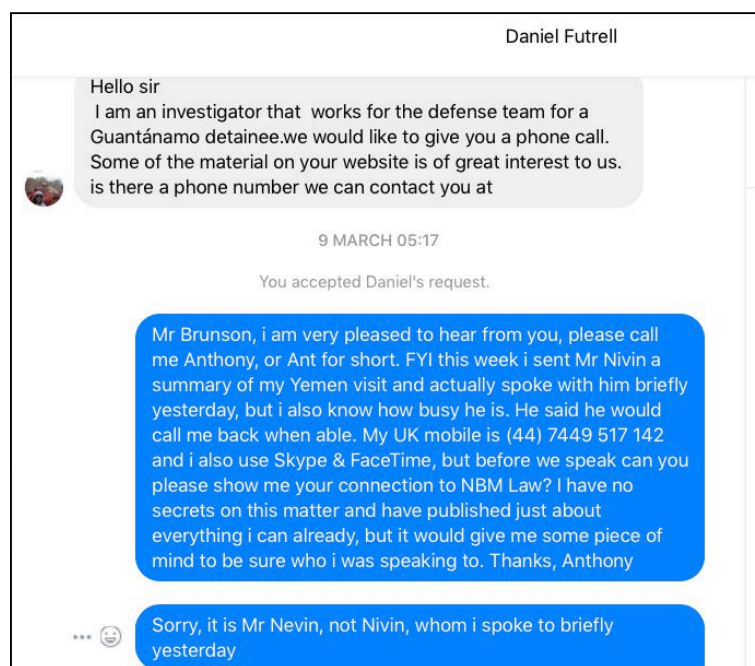 Daniel Futrell
Hello sir
I am an investigator that works for the defense team for a
Guantánamo detainee.we would like to give you a phone call.
Some of the material on your website is of great interest to us.
is there a phone number we can contact you at
9 MARCH 05:17
You accepted Daniel's request.
Mr Brunson, i am very pleased to hear from you, please call
me Anthony, or Ant for short. FYI this week i sent Mr Nivin a
summary of my Yemen visit and actually spoke with him briefly
yesterday, but i also know how busy he is. He said he would
call me back when able. My UK mobile is (44) 7449 517 142
and i also use Skype & FaceTime, but before we speak can you
please show me your connection to NBM Law? I have no
secrets on this matter and have published just about
everything i can already, but it would give me some piece of
mind to be sure who i was speaking to. Thanks, Anthony
Sorry, it is Mr Nevin, not Nivin, whom i spoke to briefly
yesterday